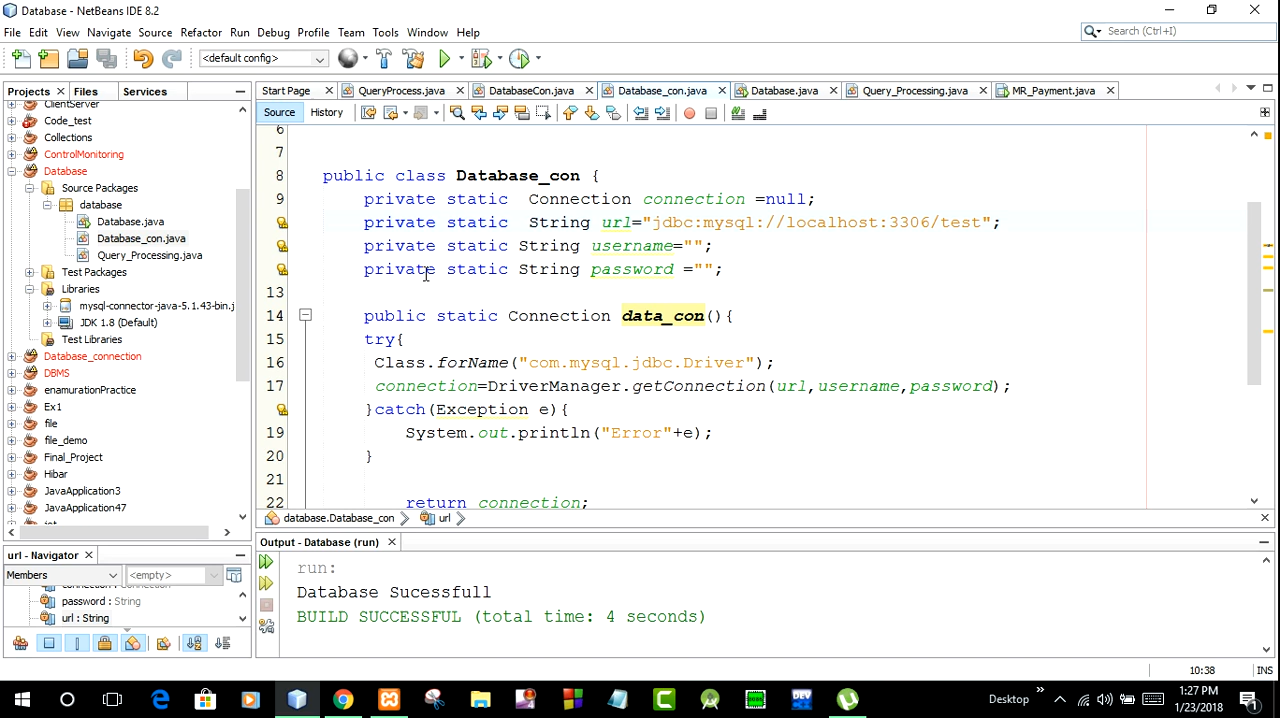 Database - NetBeans IDE 8.2
File Edit View Navigate Source Refactor Run Debug Profile Team Tools Window Help
Search (Ctrl+I)
<default config>
Projects Files Services
Start Page QueryProcess.java DatabaseCon.java Database_con.java Database.java Query_Processing.java MR_Payment.java
Source History
ClientServer
Code_test
Collections
ControlMonitoring
Database
Source Packages
database
Database.java
Database_con.java
Query_Processing.java
Test Packages
Libraries
mysql-connector-java-5.1.43-bin.j
JDK 1.8 (Default)
Test Libraries
Database_connection
DBMS
enamurationPractice
Ex1
file
file_demo
Final_Project
Hibar
JavaApplication3
JavaApplication47
6
7
8 public class Database_con {
9 private static Connection connection =null;
private static String url="jdbc:mysql://localhost:3306/test";
private static String username="";
private static String password ="";
13
14 public static Connection data_con(){
15 try{
16 Class.forName("com.mysql.jdbc.Driver");
17 connection=DriverManager.getConnection(url,username,password);
}catch(Exception e){
19 System.out.println("Error"+e);
20 }
21
22 return connection;
database.Database_con url
url - Navigator
Members <empty>
connection : Connection
password : String
url : String
Output - Database (run)
run:
Database Sucessfull
BUILD SUCCESSFUL (total time: 4 seconds)
10:38 INS
Desktop
1:27 PM
1/23/2018